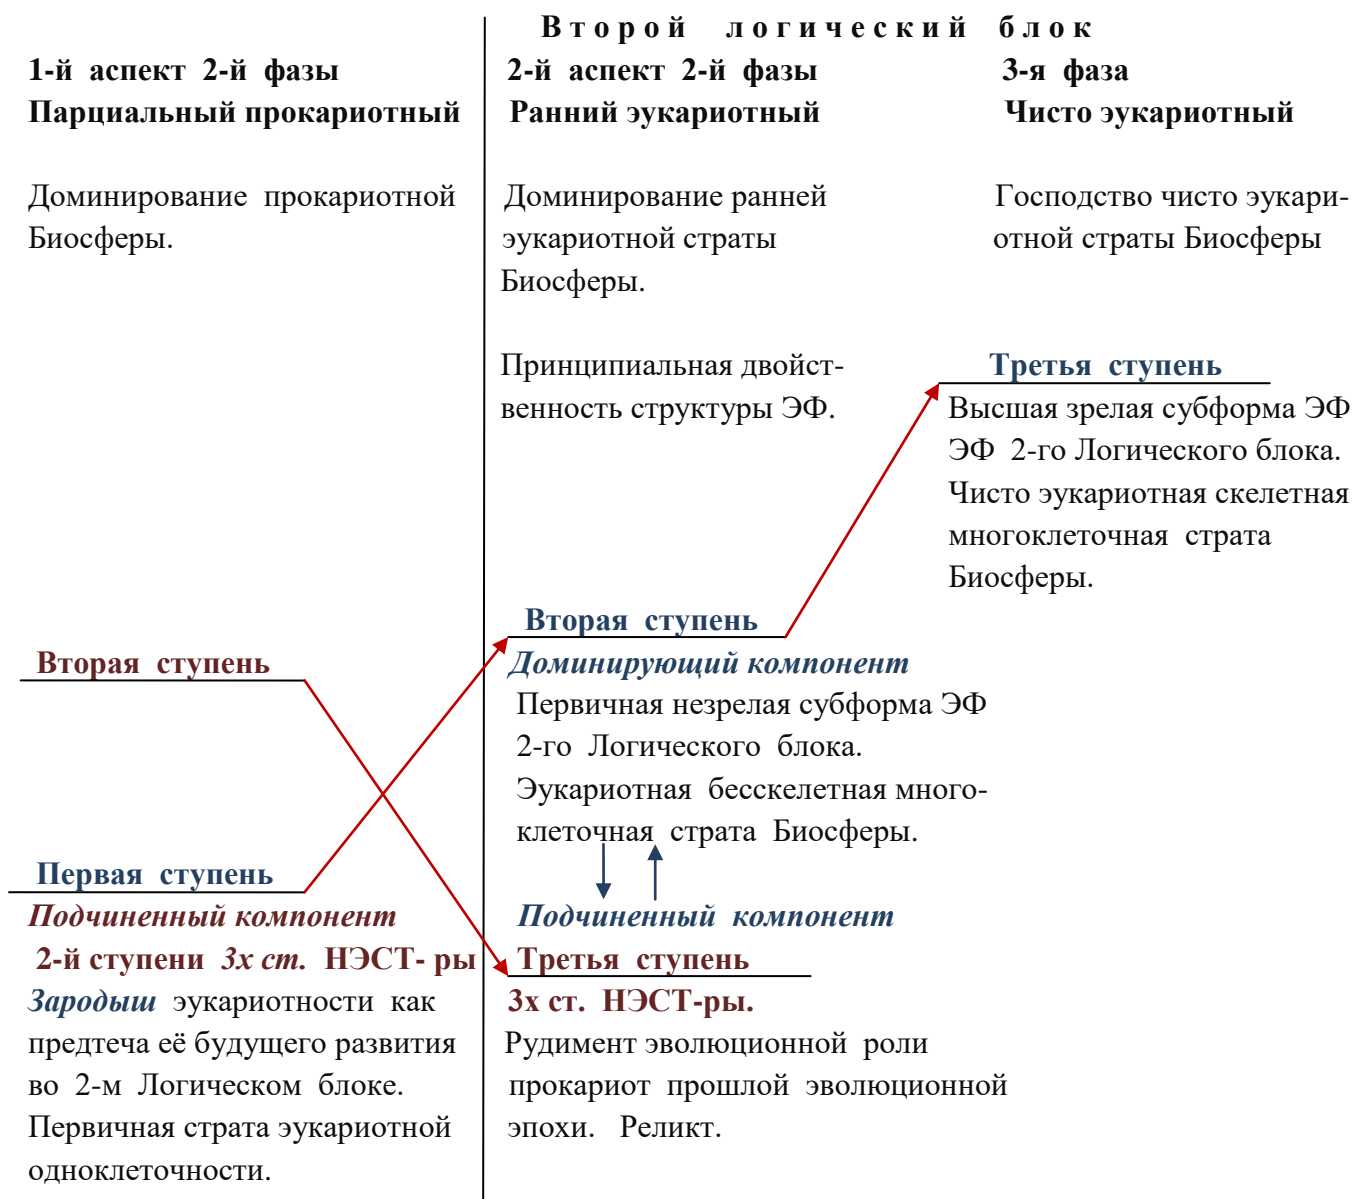 Второй логический блок
1-й аспект 2-й фазы
Парциальный прокариотный
Доминирование прокариотной
Биосферы.
Вторая ступень
Первая ступень
Подчиненный компонент
2-й ступени 3х ст. НЭСТ- ры
Зародыш эукариотности как
предтеча её будущего развития
во 2-м Логическом блоке.
Первичная страта эукариотной
одноклеточности.
2-й аспект 2-й фазы
Ранний эукариотный
Доминирование ранней
эукариотной страты
Биосферы.
Принципиальная двойст-
венность структуры ЭФ.
Вторая ступень
Доминирующий компонент
Первичная незрелая субформа ЭФ
2-го Логического блока.
Эукариотная бесскелетная много-
клеточная страта Биосферы.
Подчиненный компонент
Третья ступень
3х ст. НЭСТ-ры.
Рудимент эволюционной роли
прокариот прошлой эволюционной
эпохи. Реликт.
3-я фаза
Чисто эукариотный
Господство чисто эукари-
отной страты Биосферы
Третья ступень
Высшая зрелая субформа ЭФ
ЭФ 2-го Логического блока.
Чисто эукариотная скелетная
многоклеточная страта
Биосферы.